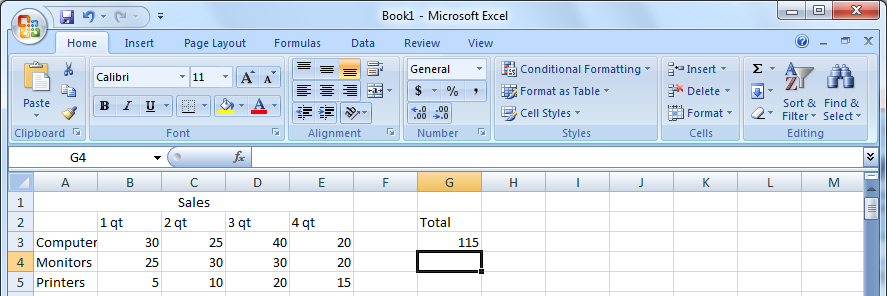 Book1 - Microsoft Excel
Home Insert Page Layout Formulas Data Review View
Paste Calibri 11 A A General Conditional Formatting Insert Σ
B I U A $ % , Format as Table Delete Sort & Filter Find & Select
Cell Styles Format
Clipboard Font Alignment Number Styles Cells Editing
G4 fx
A B C D E F G H I J K L M
1 Sales
2 1 qt 2 qt 3 qt 4 qt Total
3 Computer 30 25 40 20 115
4 Monitors 25 30 30 20
5 Printers 5 10 20 15